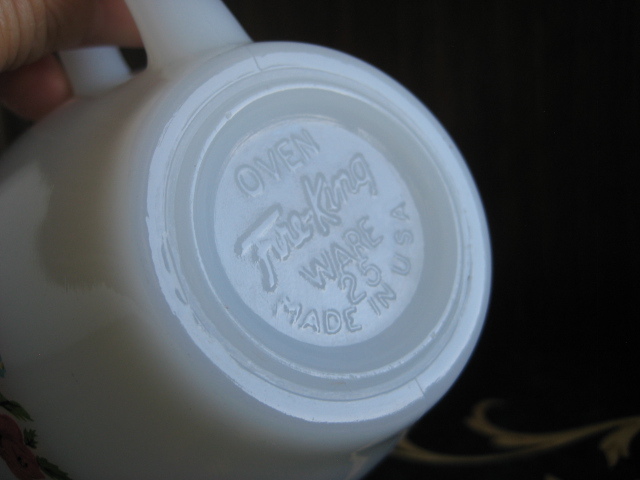 OVEN
Fire-King
WARE
25
MADE IN USA